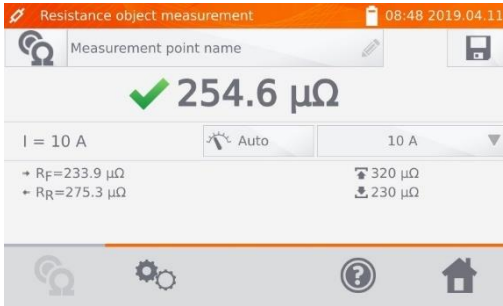 Resistance object measurement 08:48 2019.04.11
Measurement point name
254.6 µΩ
I = 10 A Auto 10 A
RF=233.9 µΩ 320 µΩ
RR=275.3 µΩ 230 µΩ